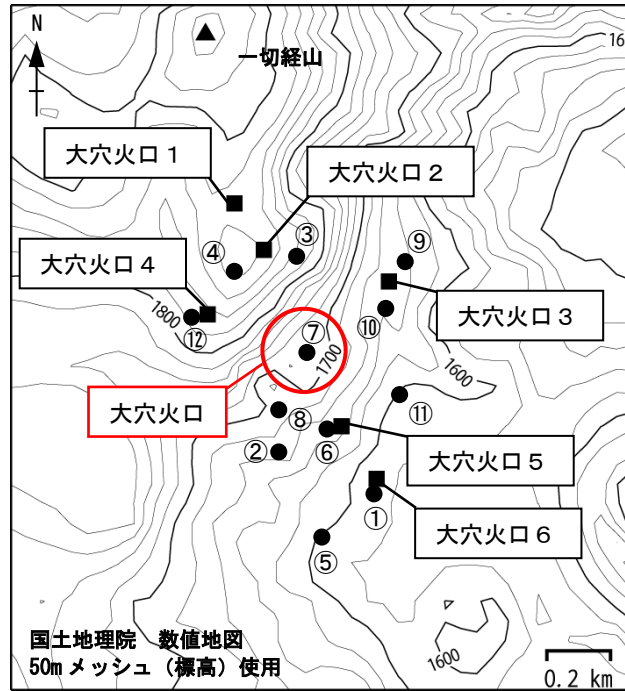 N
一切経山
16
大穴火口1
大穴火口2
③
⑨
④
大穴火口4
大穴火口3
1800
⑫
⑩
⑦
1700
1600
大穴火口
⑪
⑧
②
⑥
大穴火口5
①
⑤
大穴火口6
国土地理院 数値地図
50mメッシュ(標高)使用
1600
0.2 km